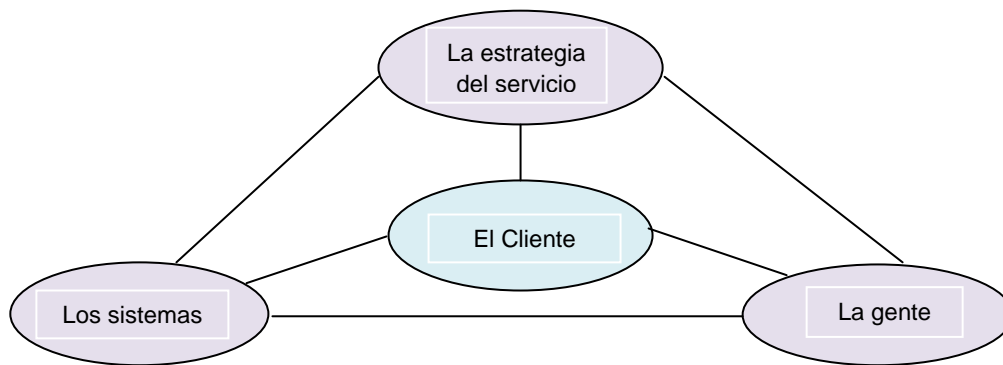 La estrategia
del servicio
El Cliente
Los sistemas
La gente